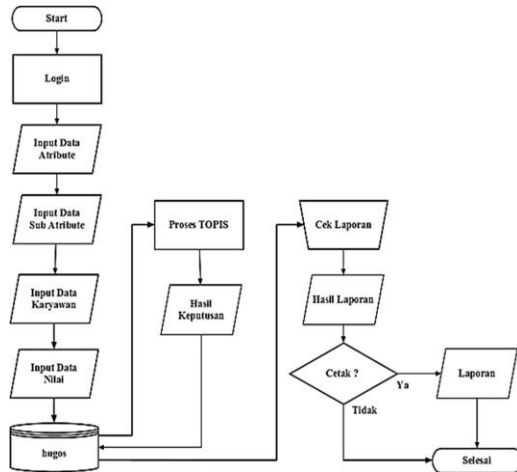 Start
Login
Input Data
Atribute
Input Data
Sub Atribute
Input Data
Karyawan
Input Data
Nilai
hugos
Proses TOPIS
Hasil
Keputusan
Cek Laporan
Hasil Laporan
Cetak ?
Ya
Tidak
Laporan
Selesai